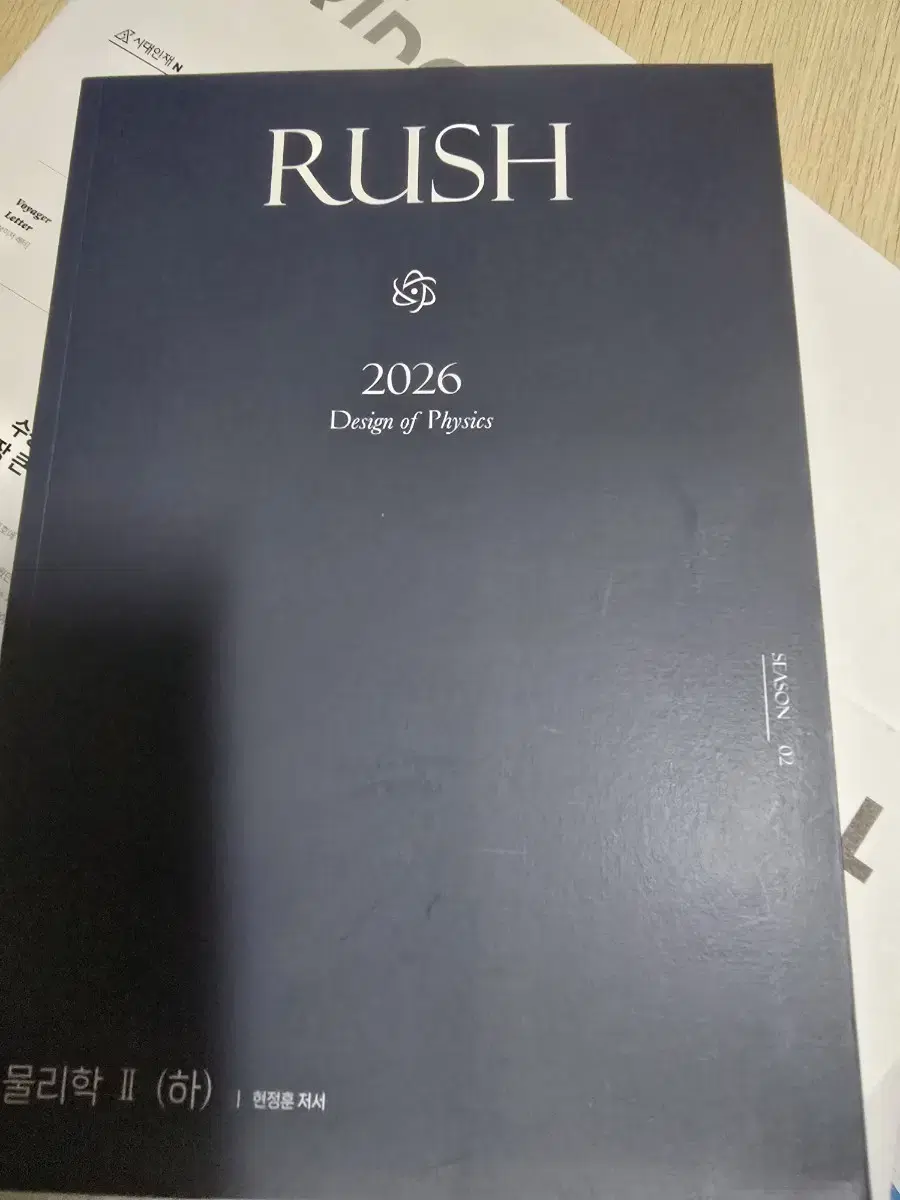 시대인재 N
Voyager
Letter
RUSH
2026
Design of Physics
SEASON 02
물리학 II (하) | 현정훈 저서